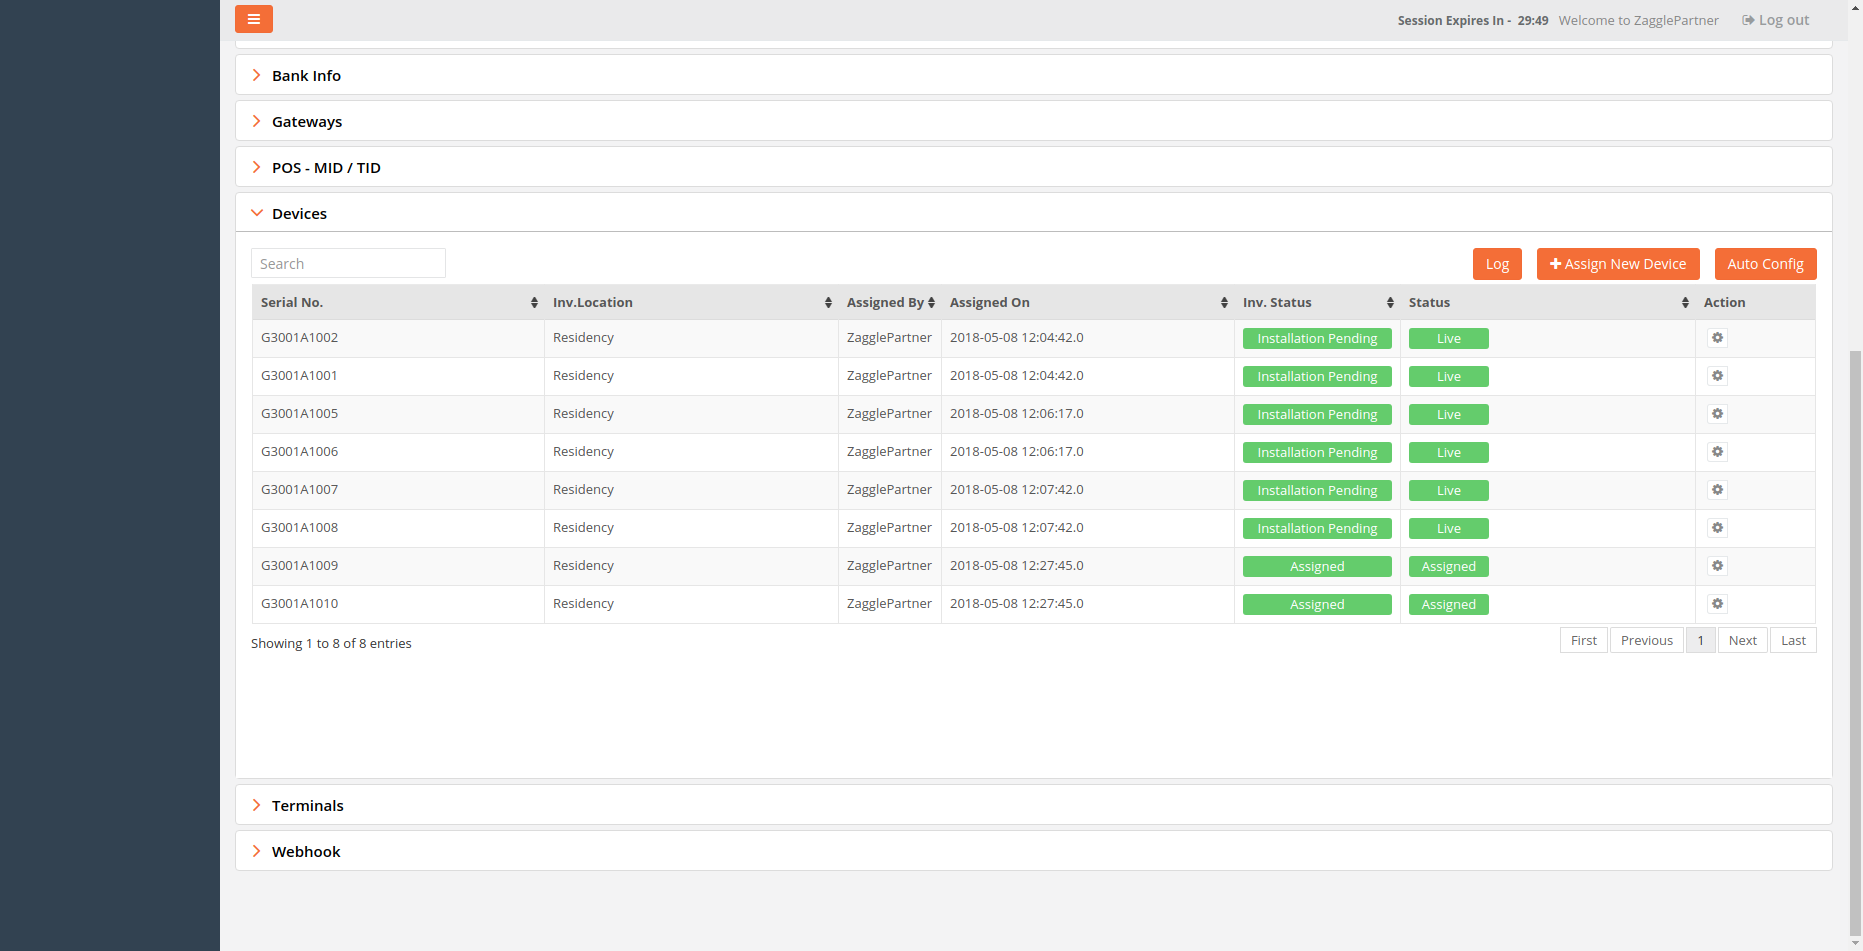 Session Expires In - 29:49 Welcome to ZagglePartner Log out
Bank Info
Gateways
POS - MID / TID
Devices
Search Log Assign New Device Auto Config
Serial No. Inv.Location Assigned By Assigned On Inv. Status Status Action
G3001A1002 Residency ZagglePartner 2018-05-08 12:04:42.0 Installation Pending Live
G3001A1001 Residency ZagglePartner 2018-05-08 12:04:42.0 Installation Pending Live
G3001A1005 Residency ZagglePartner 2018-05-08 12:06:17.0 Installation Pending Live
G3001A1006 Residency ZagglePartner 2018-05-08 12:06:17.0 Installation Pending Live
G3001A1007 Residency ZagglePartner 2018-05-08 12:07:42.0 Installation Pending Live
G3001A1008 Residency ZagglePartner 2018-05-08 12:07:42.0 Installation Pending Live
G3001A1009 Residency ZagglePartner 2018-05-08 12:27:45.0 Assigned Assigned
G3001A1010 Residency ZagglePartner 2018-05-08 12:27:45.0 Assigned Assigned
Showing 1 to 8 of 8 entries First Previous 1 Next Last
Terminals
Webhook